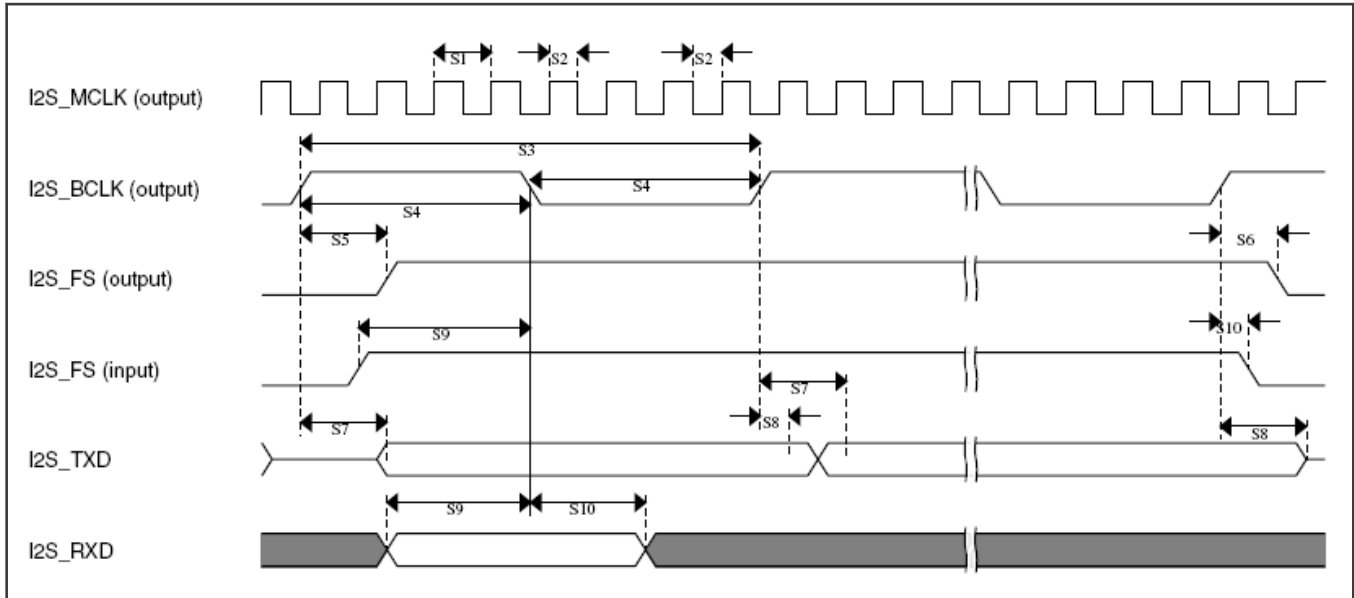 S1 S2 S2
I2S_MCLK (output)
S3
I2S_BCLK (output)
S4
S4
S5 S6
I2S_FS (output)
S9 S10
I2S_FS (input)
S7
S7 S8 S8
I2S_TXD
S9 S10
I2S_RXD